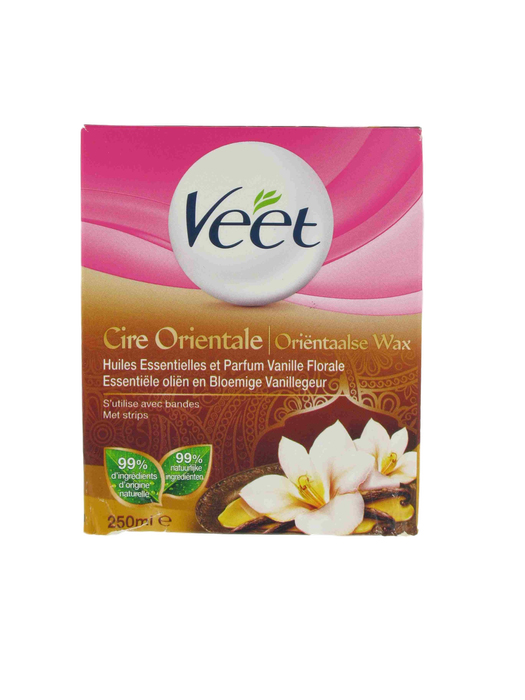 Veet
Cire Orientale | Oriëntaalse Wax
Huiles Essentielles et Parfum Vanille Florale
Essentiële oliën en Bloemige Vanillegeur
S'utilise avec bandes
Met strips
99%
d'ingrédients
d'origine
naturelle
99%
natuurlijke
ingrediënten
250ml ℮